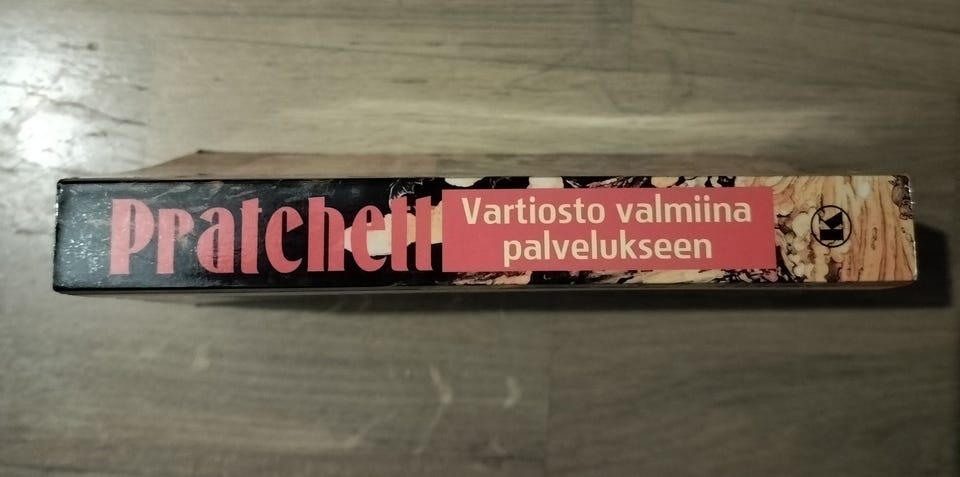 Pratchett
Vartiosto valmiina
palvelukseen
K